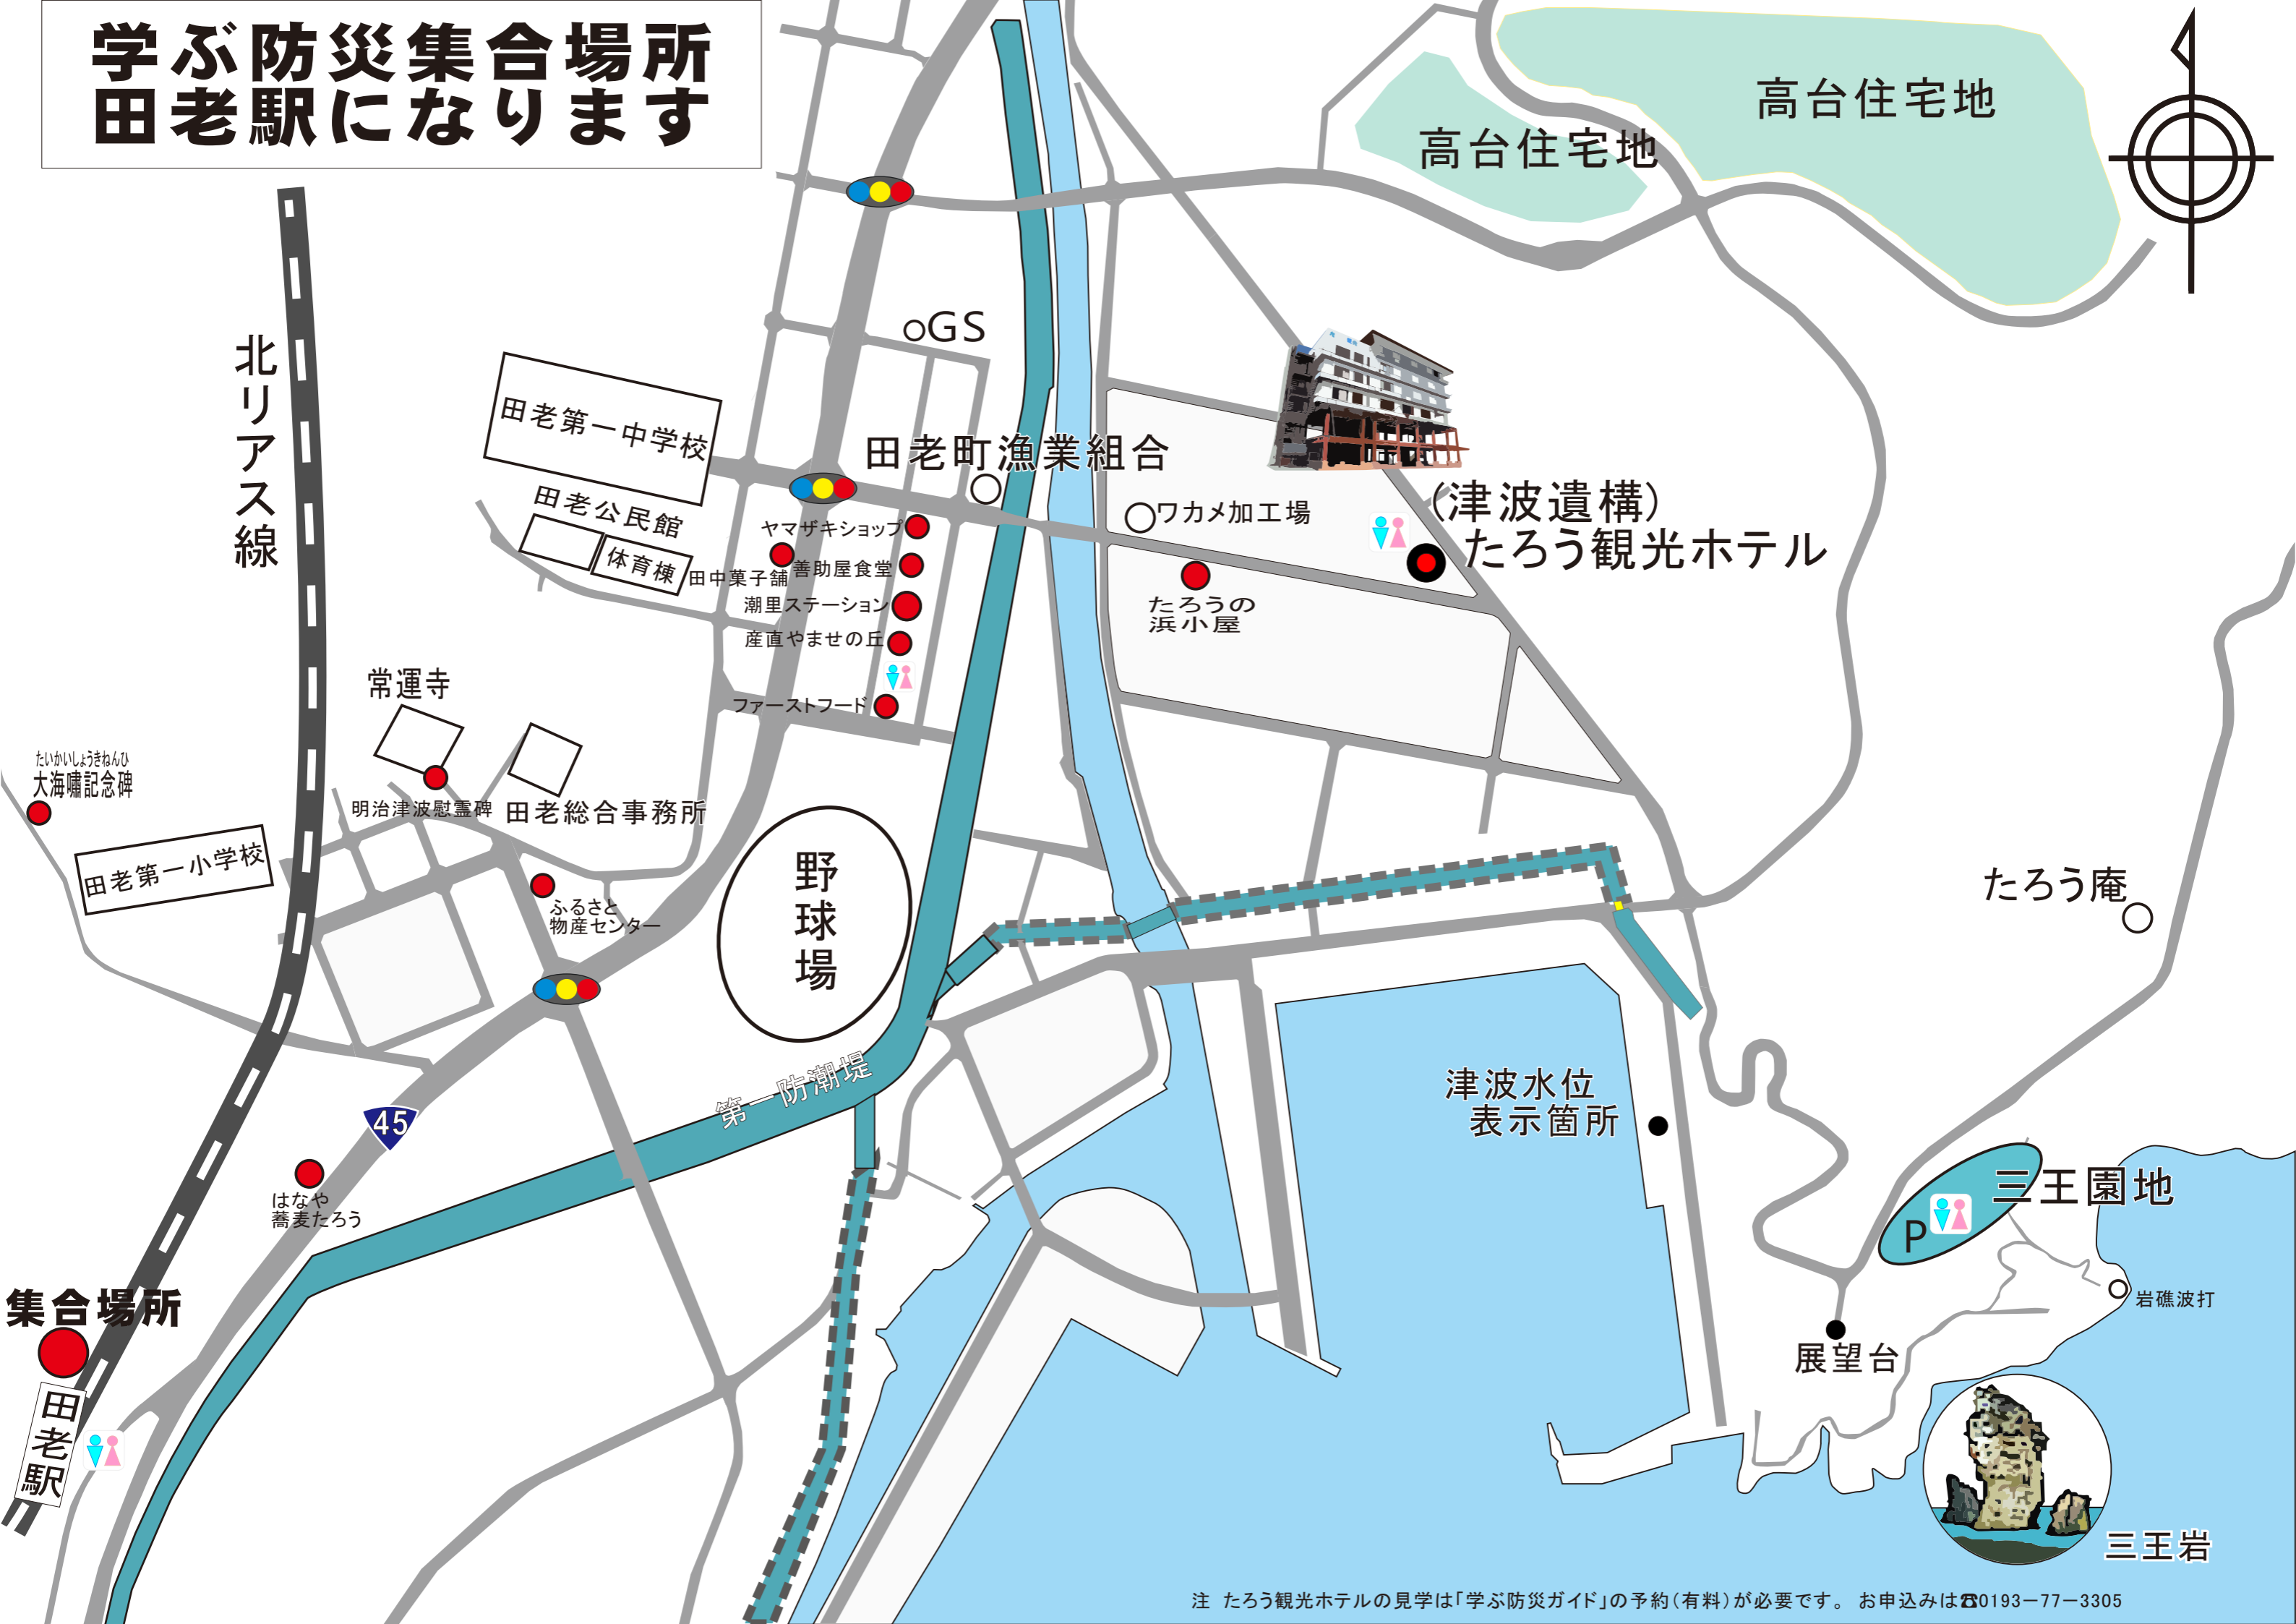 学ぶ防災集合場所
田老駅になります
高台住宅地
高台住宅地
北リアス線
GS
田老第一中学校
田老町漁業組合
田老公民館
体育棟
ヤマザキショップ
田中菓子舗
善助屋食堂
潮里ステーション
産直やませの丘
ファーストフード
ワカメ加工場
(津波遺構)
たろう観光ホテル
たろうの
浜小屋
常運寺
明治津波慰霊碑
田老総合事務所
たいかいしょうきねんひ
大海嘯記念碑
田老第一小学校
ふるさと
物産センター
野球場
たろう庵
第一防潮堤
45
はなや
蕎麦たろう
津波水位
表示箇所
三王園地
P
岩礁波打
展望台
集合場所
田老駅
三王岩
注 たろう観光ホテルの見学は「学ぶ防災ガイド」の予約(有料)が必要です。 お申込みは☎0193-77-3305